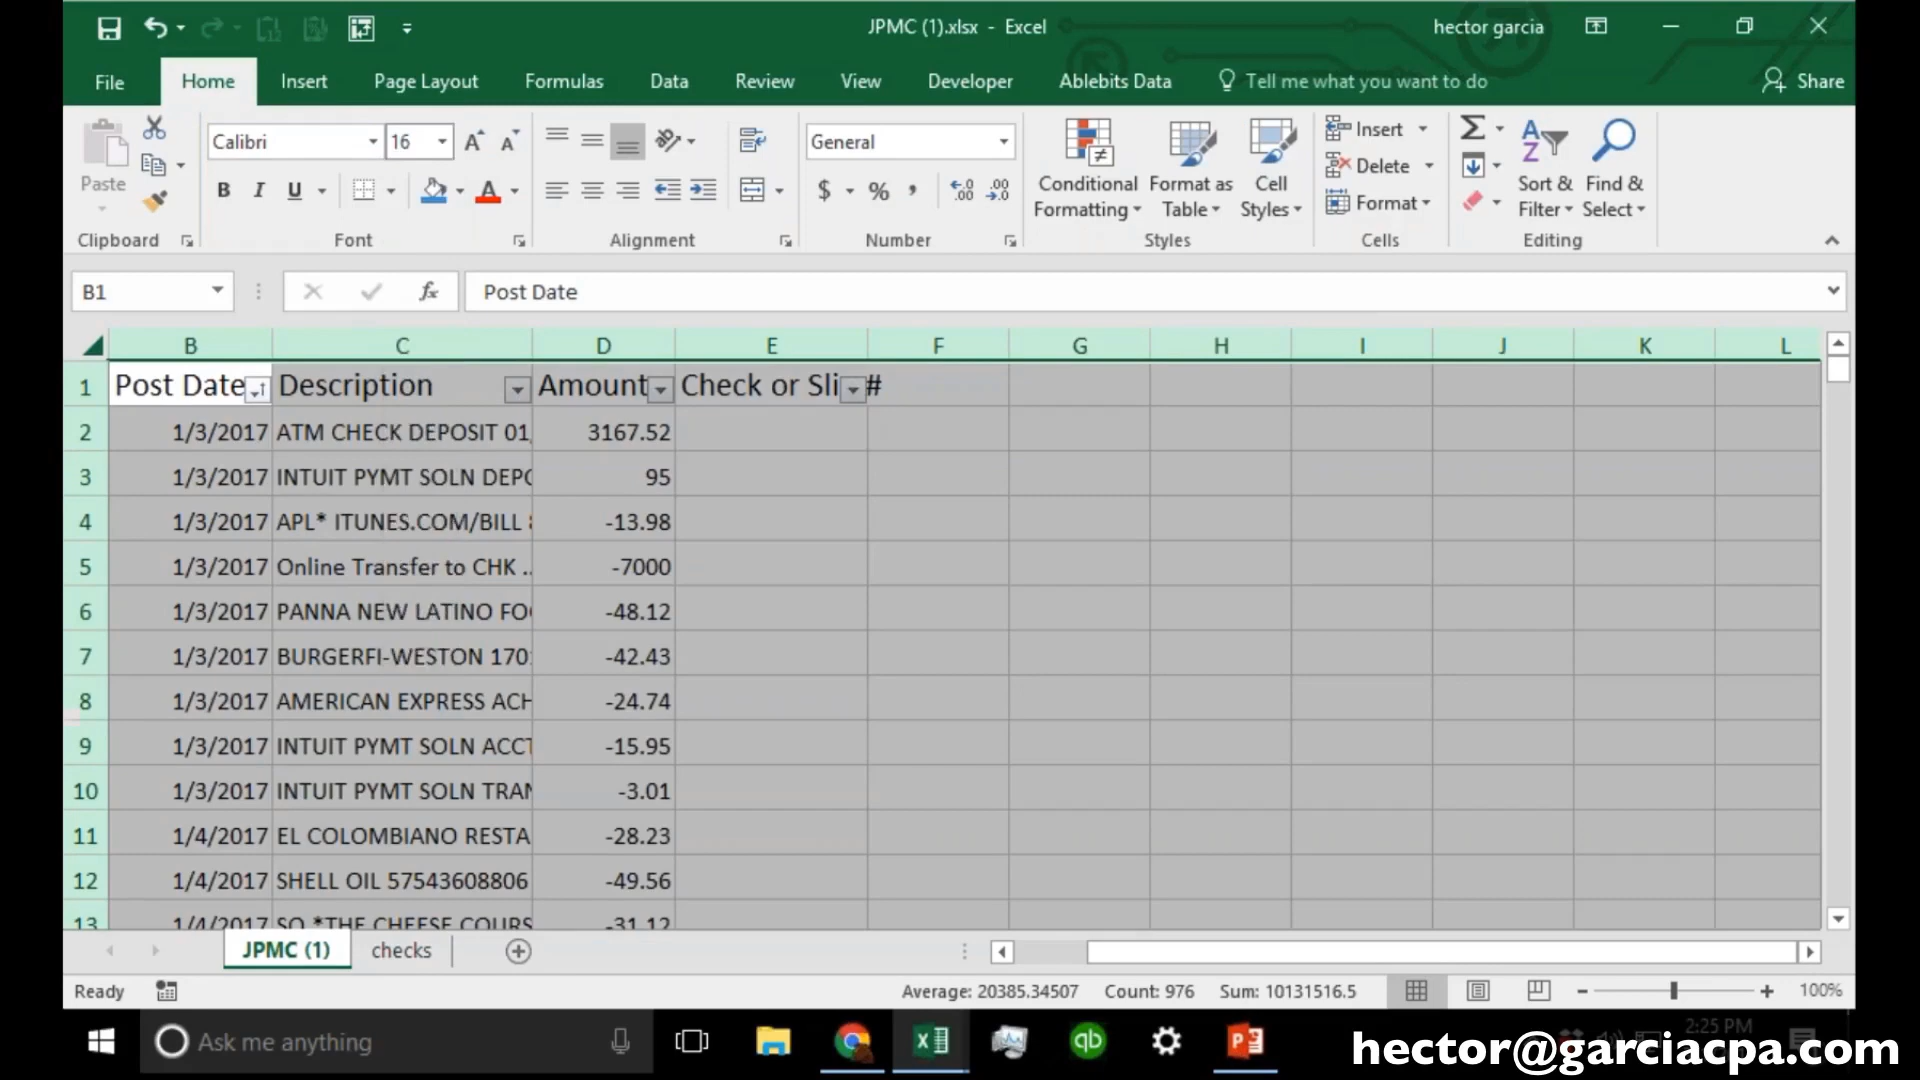 JPMC (1).xlsx - Excel
hector garcia
File Home Insert Page Layout Formulas Data Review View Developer Ablebits Data Tell me what you want to do Share
Paste
Calibri 16
General
Conditional Formatting
Format as Table
Cell Styles
Insert
Delete
Format
Sort & Filter
Find & Select
Clipboard Font Alignment Number Styles Cells Editing
B1 fx Post Date
B C D E F G H I J K L
1 Post Date Description Amount Check or Sli #
2 1/3/2017 ATM CHECK DEPOSIT 01 3167.52
3 1/3/2017 INTUIT PYMT SOLN DEPO 95
4 1/3/2017 APL* ITUNES.COM/BILL -13.98
5 1/3/2017 Online Transfer to CHK .. -7000
6 1/3/2017 PANNA NEW LATINO FO -48.12
7 1/3/2017 BURGERFI-WESTON 170 -42.43
8 1/3/2017 AMERICAN EXPRESS ACH -24.74
9 1/3/2017 INTUIT PYMT SOLN ACCT -15.95
10 1/3/2017 INTUIT PYMT SOLN TRAN -3.01
11 1/4/2017 EL COLOMBIANO RESTA -28.23
12 1/4/2017 SHELL OIL 57543608806 -49.56
13 1/4/2017 SQ *THE CHEESE COURS -31.12
JPMC (1) checks
Ready Average: 20385.34507 Count: 976 Sum: 10131516.5 100%
Ask me anything
2:25 PM
hector@garciacpa.com